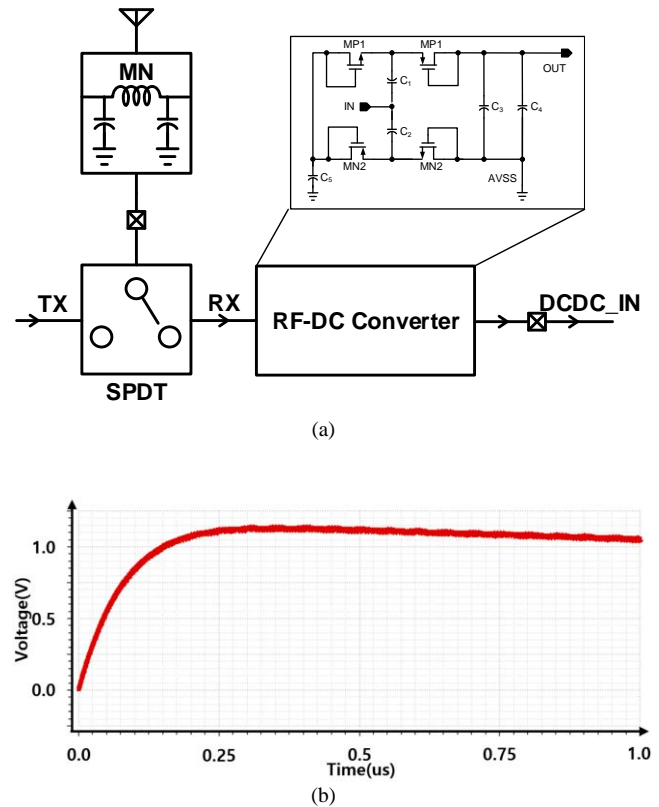 MN
MP1 MP1
OUT
C1
IN
C3 C4
C2
MN2 MN2
AVSS
C5
TX RX RF-DC Converter DCDC_IN
SPDT
(a)
Voltage(V)
1.0
0.5
0.0
0.0 0.25 0.5 0.75 1.0
Time(us)
(b)